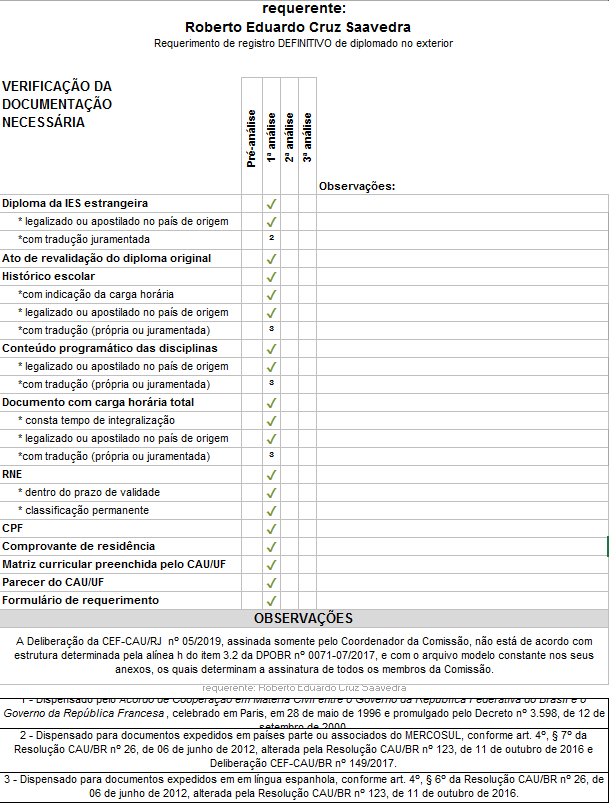 requerente:
Roberto Eduardo Cruz Saavedra
Requerimento de registro DEFINITIVO de diplomado no exterior
VERIFICAÇÃO DA
DOCUMENTAÇÃO
NECESSÁRIA
Pré-análise
1ª análise
2ª análise
3ª análise
Observações:
Diploma da IES estrangeira ✓
* legalizado ou apostilado no país de origem ✓
*com tradução juramentada 2
Ato de revalidação do diploma original ✓
Histórico escolar ✓
*com indicação da carga horária ✓
* legalizado ou apostilado no país de origem ✓
*com tradução (própria ou juramentada) 3
Conteúdo programático das disciplinas ✓
* legalizado ou apostilado no país de origem ✓
*com tradução (própria ou juramentada) 3
Documento com carga horária total ✓
* consta tempo de integralização ✓
* legalizado ou apostilado no país de origem ✓
*com tradução (própria ou juramentada) 3
RNE ✓
* dentro do prazo de validade ✓
* classificação permanente ✓
CPF ✓
Comprovante de residência ✓
Matriz curricular preenchida pelo CAU/UF ✓
Parecer do CAU/UF ✓
Formulário de requerimento ✓
OBSERVAÇÕES
A Deliberação da CEF-CAU/RJ nº 05/2019, assinada somente pelo Coordenador da Comissão, não está de acordo com
estrutura determinada pela alínea h do item 3.2 da DPOBR nº 0071-07/2017, e com o arquivo modelo constante nos seus
anexos, os quais determinam a assinatura de todos os membros da Comissão.
requerente: Roberto Eduardo Cruz Saavedra
1 - Dispensado pelo Acordo de Cooperação em Matéria Civil entre o Governo da República Federativa do Brasil e o
Governo da República Francesa, celebrado em Paris, em 28 de maio de 1996 e promulgado pelo Decreto nº 3.598, de 12 de
setembro de 2000.
2 - Dispensado para documentos expedidos em países parte ou associados do MERCOSUL, conforme art. 4º, § 7º da
Resolução CAU/BR nº 26, de 06 de junho de 2012, alterada pela Resolução CAU/BR nº 123, de 11 de outubro de 2016 e
Deliberação CEF-CAU/BR nº 149/2017.
3 - Dispensado para documentos expedidos em em língua espanhola, conforme art. 4º, § 6º da Resolução CAU/BR nº 26, de
06 de junho de 2012, alterada pela Resolução CAU/BR nº 123, de 11 de outubro de 2016.